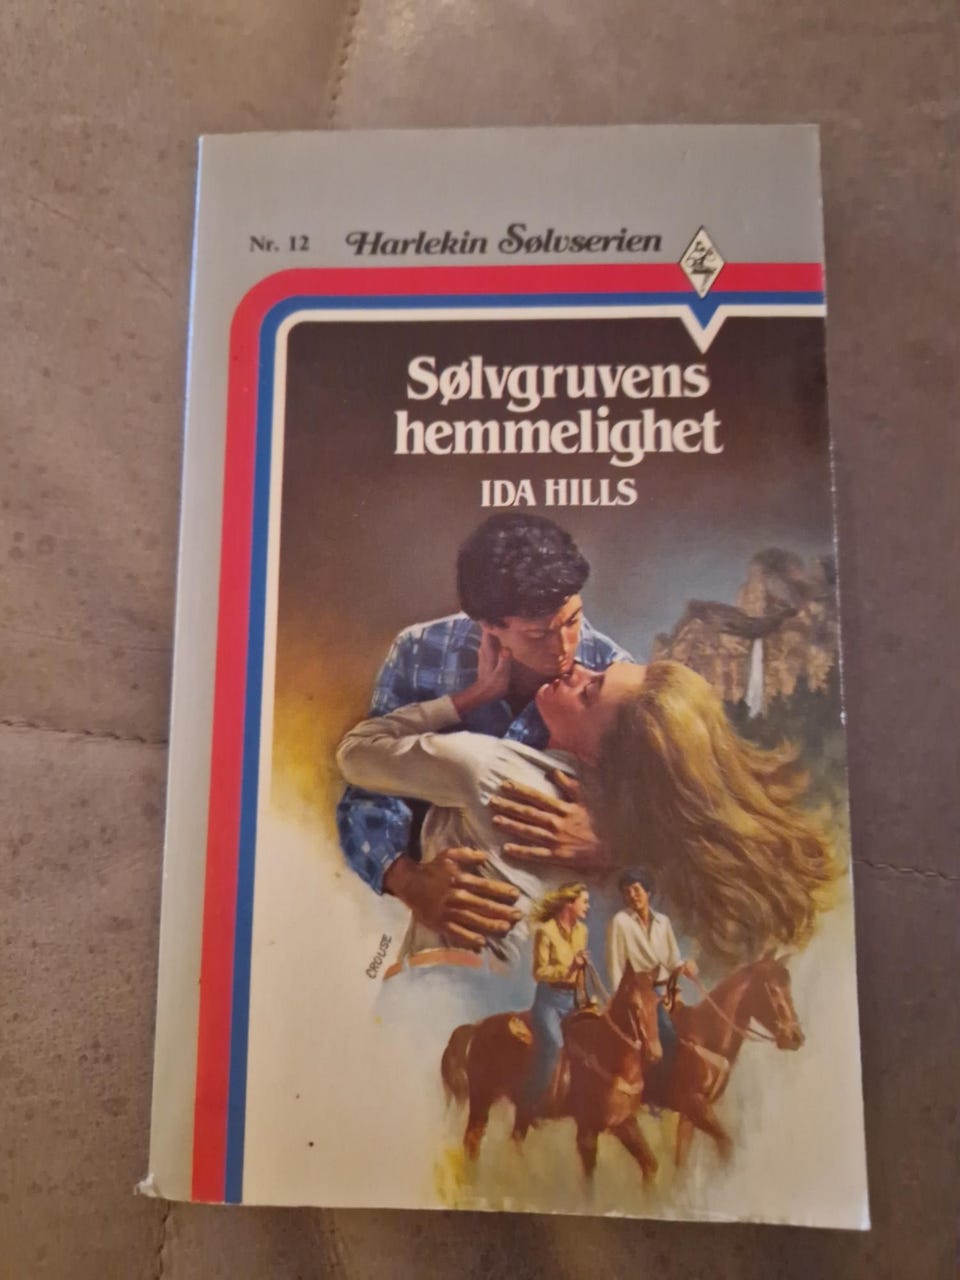 Nr. 12 Harlekin Sølvserien
Sølvgruvens
hemmelighet
IDA HILLS
CROUSE